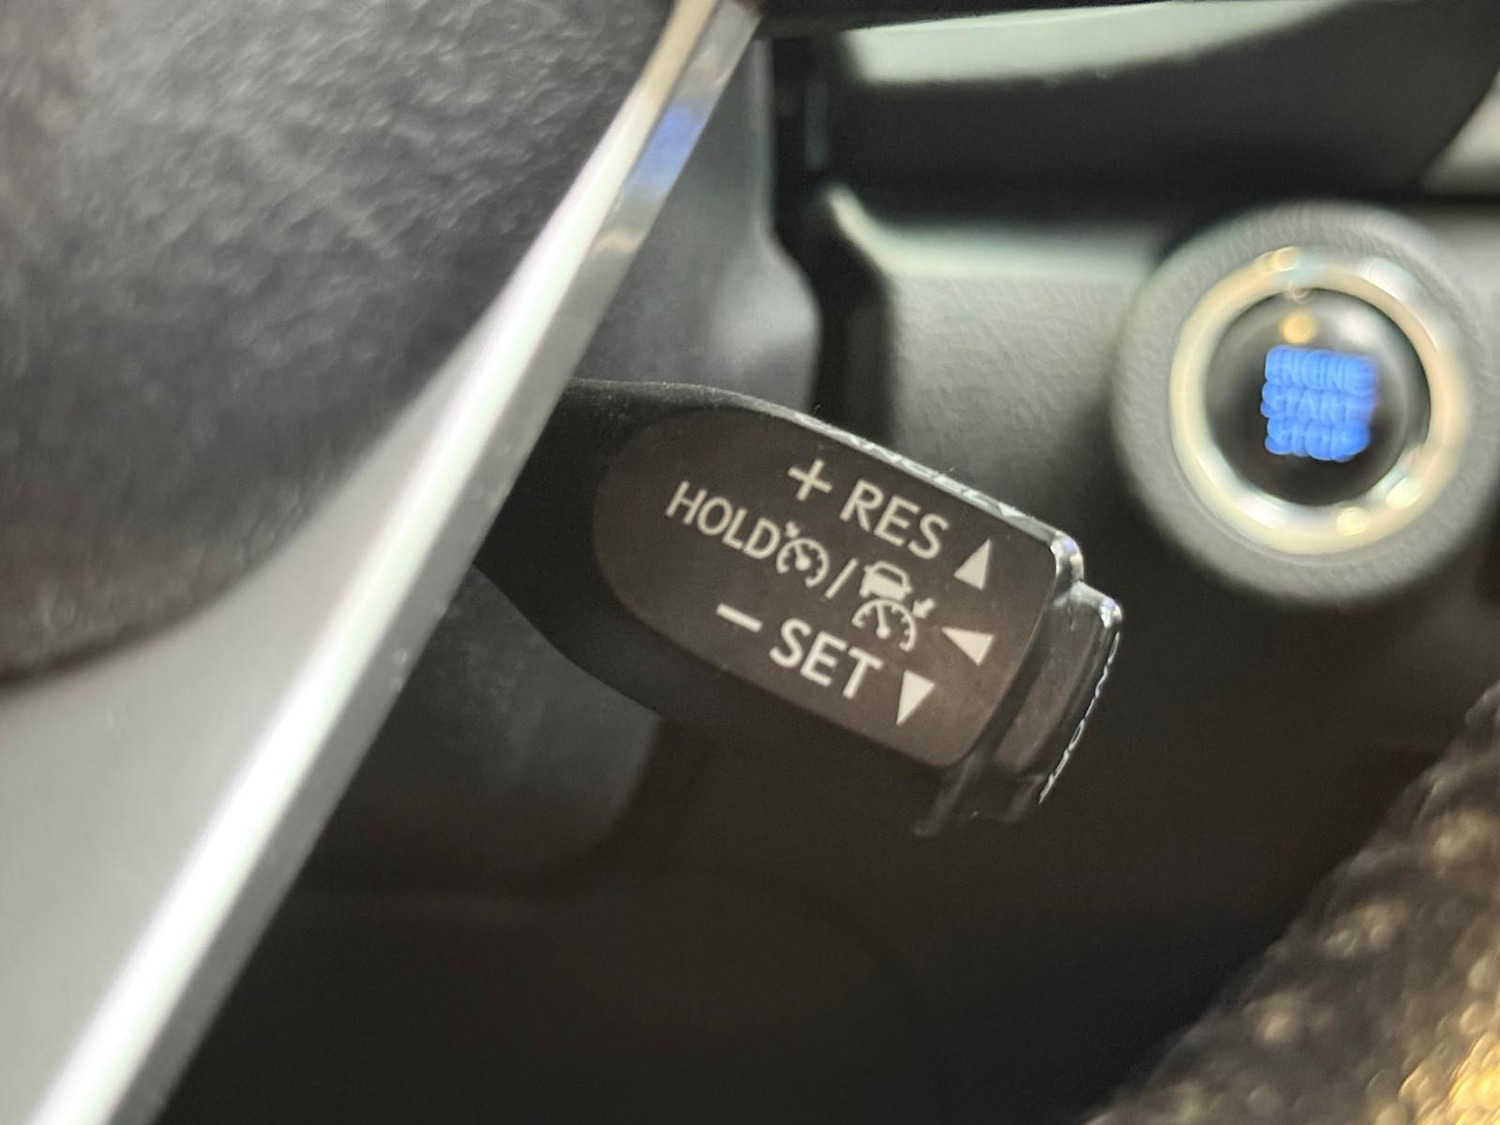 + RES
HOLD /
− SET
ENGINE
START
STOP